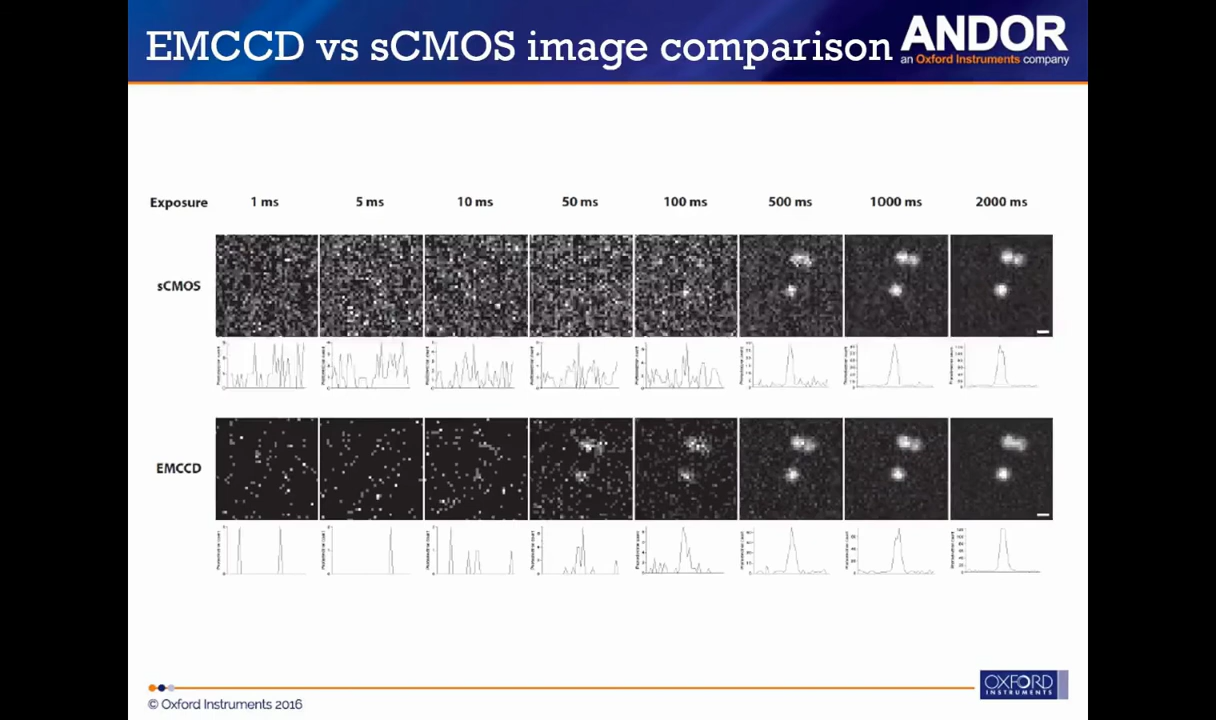 EMCCD vs sCMOS image comparison
ANDOR
an Oxford Instruments company
Exposure 1 ms 5 ms 10 ms 50 ms 100 ms 500 ms 1000 ms 2000 ms
sCMOS
EMCCD
OXFORD
INSTRUMENTS
© Oxford Instruments 2016